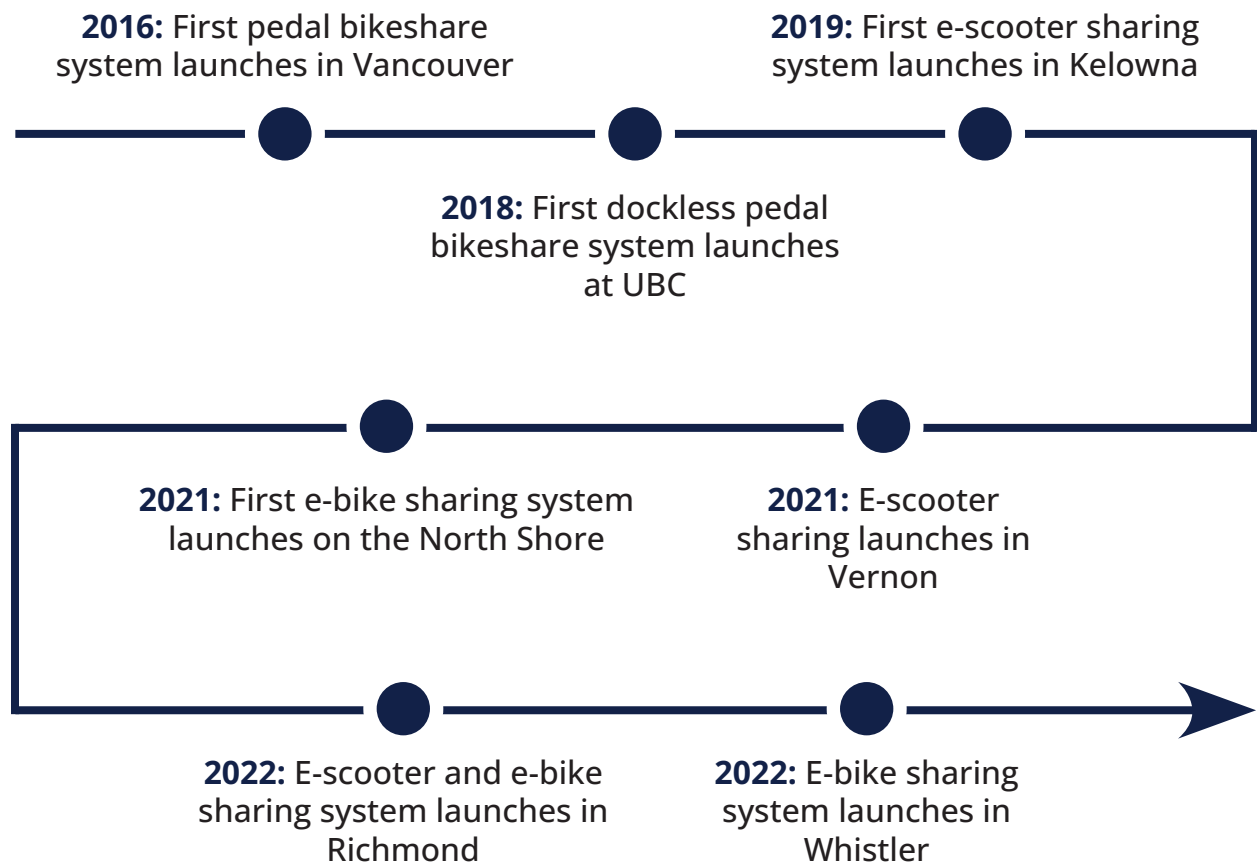 2016: First pedal bikeshare
system launches in Vancouver
2018: First dockless pedal
bikeshare system launches
at UBC
2019: First e-scooter sharing
system launches in Kelowna
2021: E-scooter
sharing launches in
Vernon
2021: First e-bike sharing system
launches on the North Shore
2022: E-scooter and e-bike
sharing system launches in
Richmond
2022: E-bike sharing
system launches in
Whistler